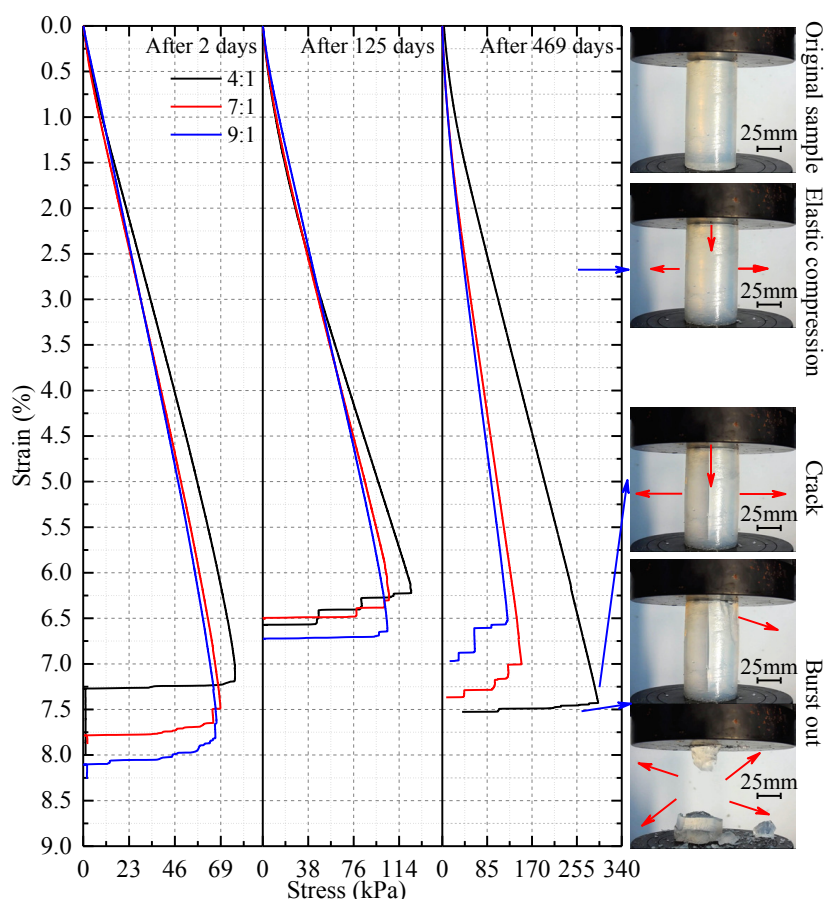 After 2 days
After 125 days
After 469 days
4:1
7:1
9:1
Strain (%)
0.0
0.5
1.0
1.5
2.0
2.5
3.0
3.5
4.0
4.5
5.0
5.5
6.0
6.5
7.0
7.5
8.0
8.5
9.0
0 23 46 69 0 38 76 114 0 85 170 255 340
Stress (kPa)
Original sample
25mm
Elastic compression
25mm
Crack
25mm
Burst out
25mm
25mm